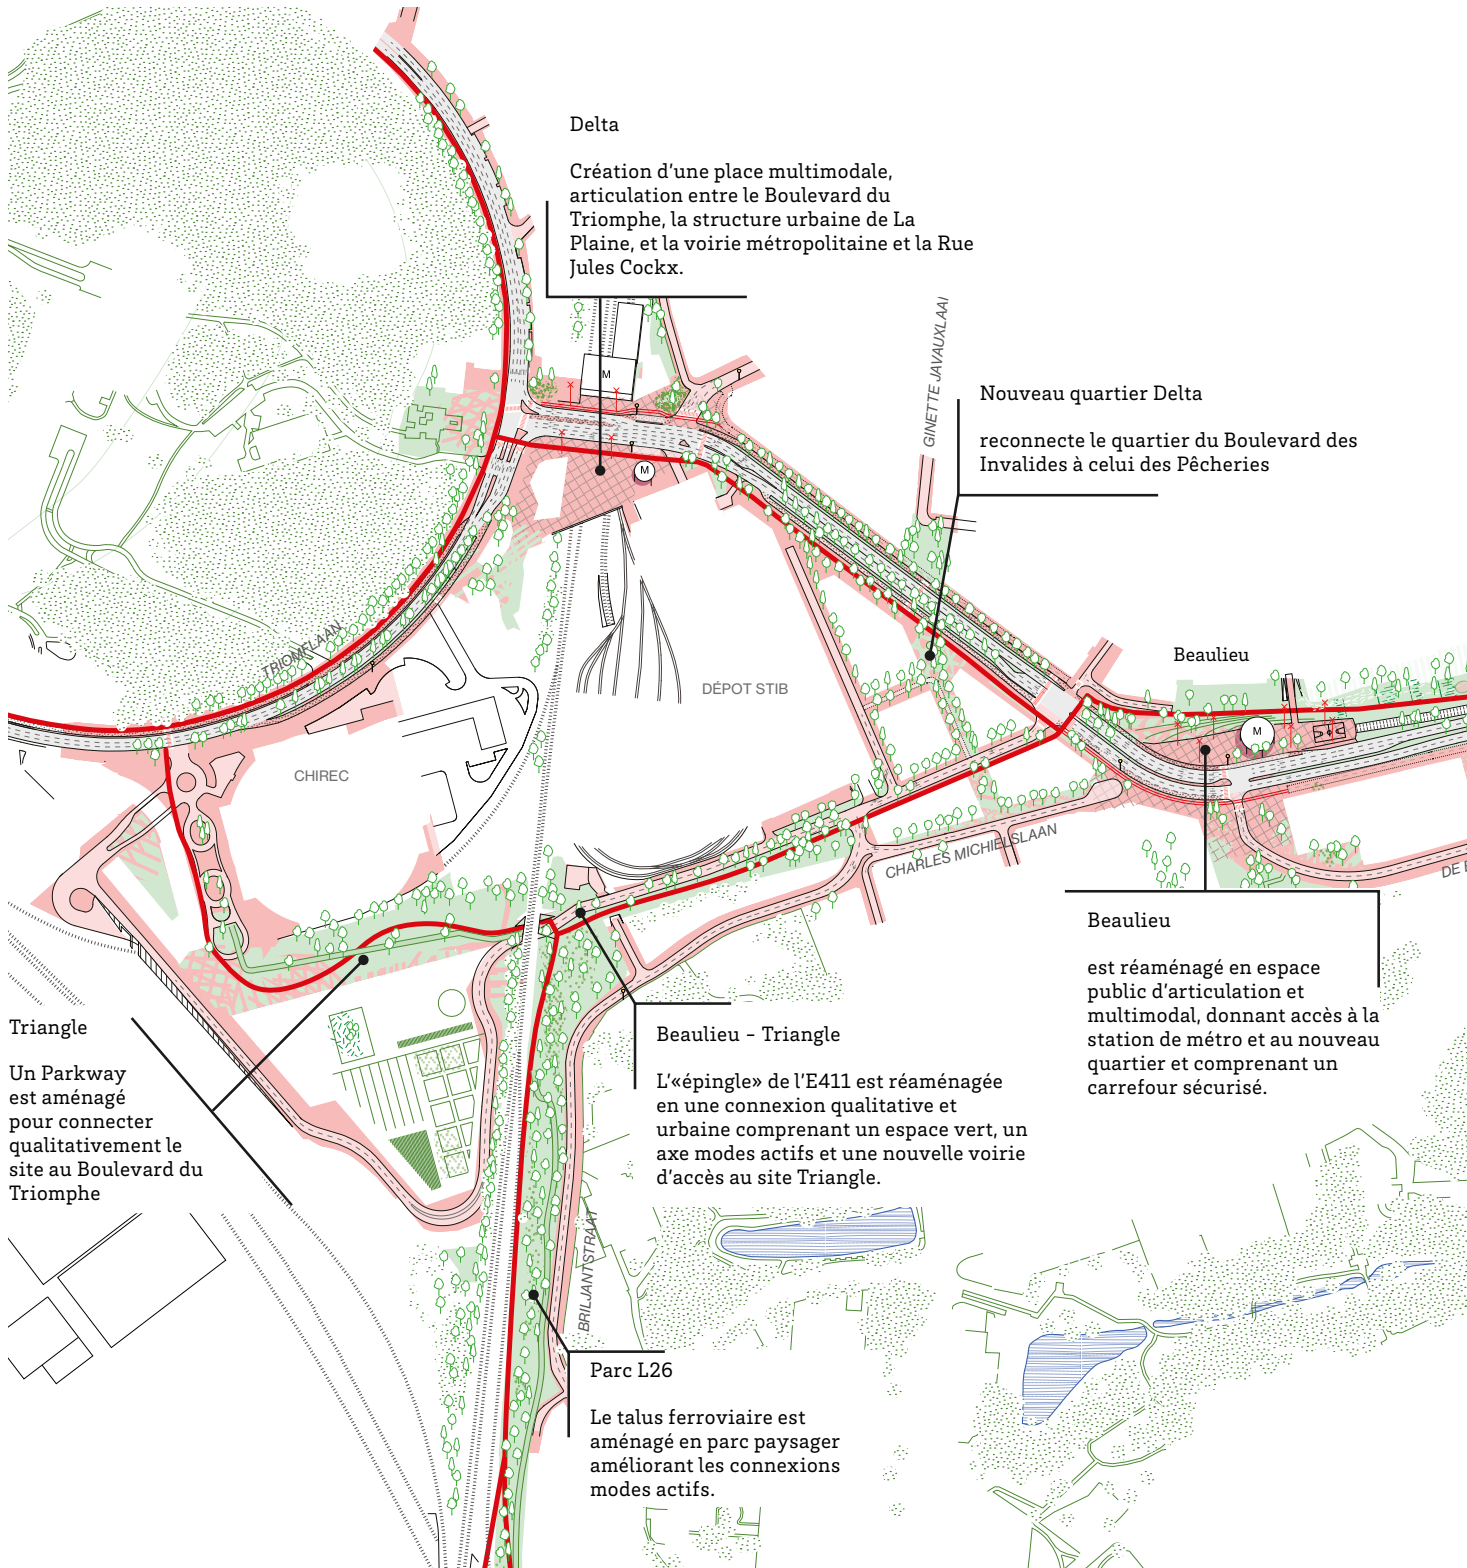 Delta
Création d'une place multimodale,
articulation entre le Boulevard du
Triomphe, la structure urbaine de La
Plaine, et la voirie métropolitaine et la Rue
Jules Cockx.
GINETTE JAVAUXLAAI
Nouveau quartier Delta
reconnecte le quartier du Boulevard des
Invalides à celui des Pêcheries
M
M
TRIOMFLAAN
DÉPOT STIB
Beaulieu
M
CHIREC
CHARLES MICHIELSLAAN
Beaulieu
est réaménagé en espace
public d'articulation et
multimodal, donnant accès à la
station de métro et au nouveau
quartier et comprenant un
carrefour sécurisé.
Triangle
Un Parkway
est aménagé
pour connecter
qualitativement le
site au Boulevard du
Triomphe
Beaulieu – Triangle
L'«épingle» de l'E411 est réaménagée
en une connexion qualitative et
urbaine comprenant un espace vert, un
axe modes actifs et une nouvelle voirie
d'accès au site Triangle.
BRILJANTSTRAAT
Parc L26
Le talus ferroviaire est
aménagé en parc paysager
améliorant les connexions
modes actifs.